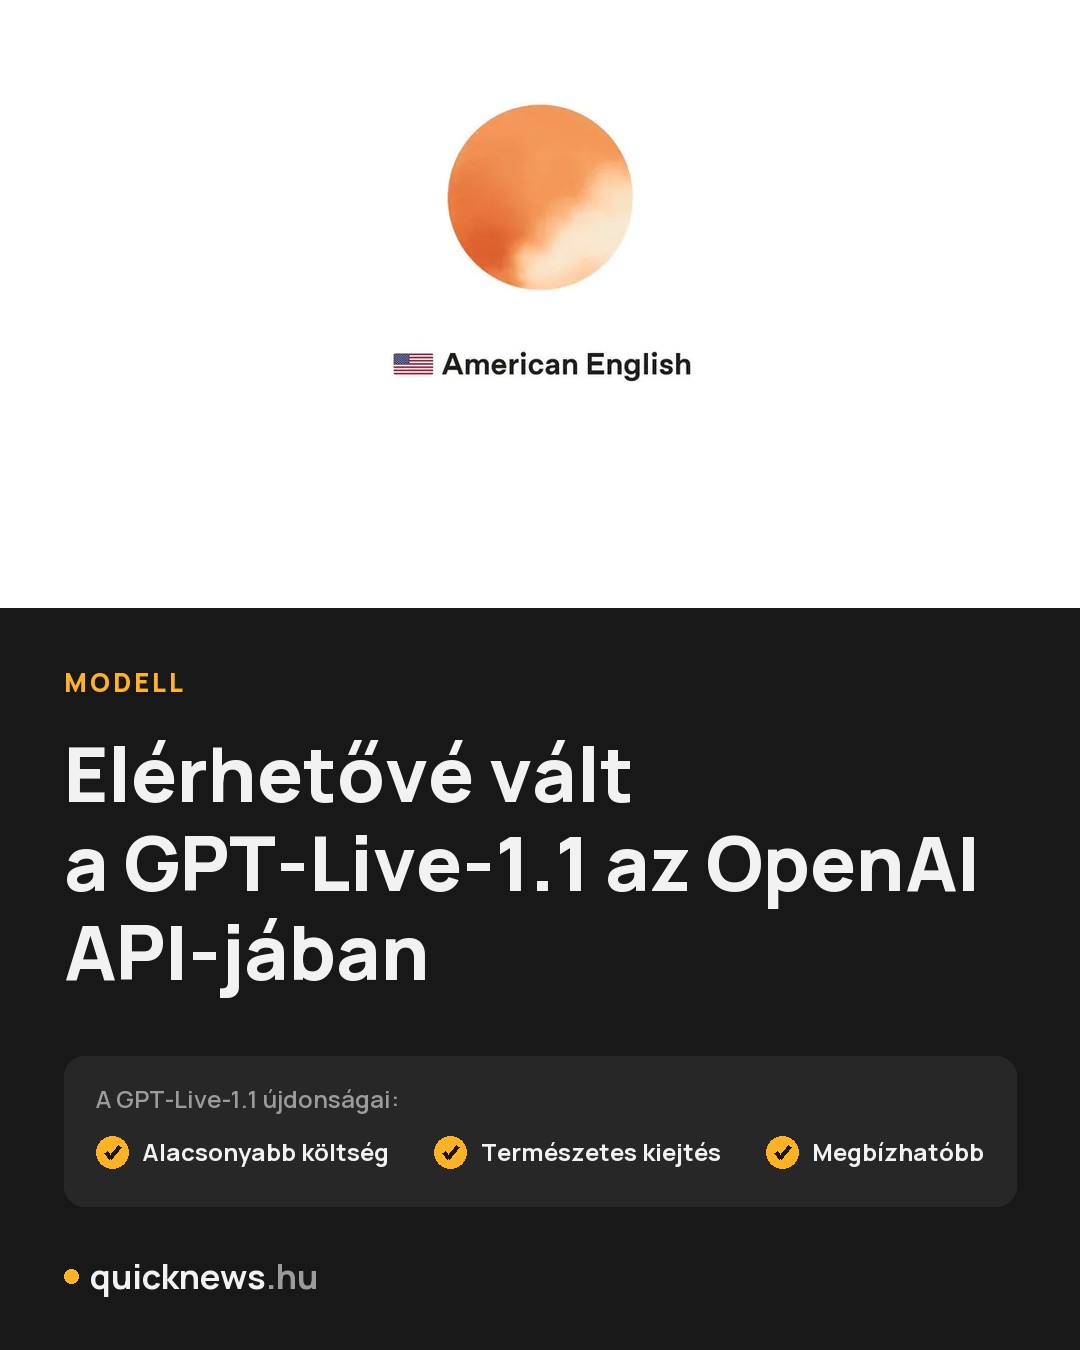 American English
MODELL
Elérhetővé vált
a GPT-Live-1.1 az OpenAI
API-jában
A GPT-Live-1.1 újdonságai:
Alacsonyabb költség Természetes kiejtés Megbízhatóbb
quicknews.hu